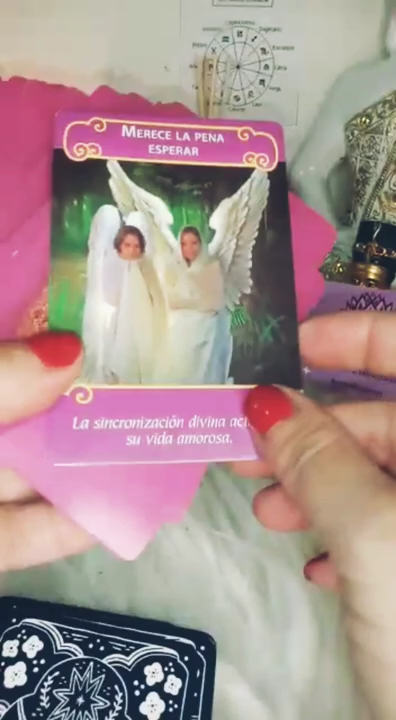 MERECE LA PENA
ESPERAR
La sincronización divina
su vida amorosa.